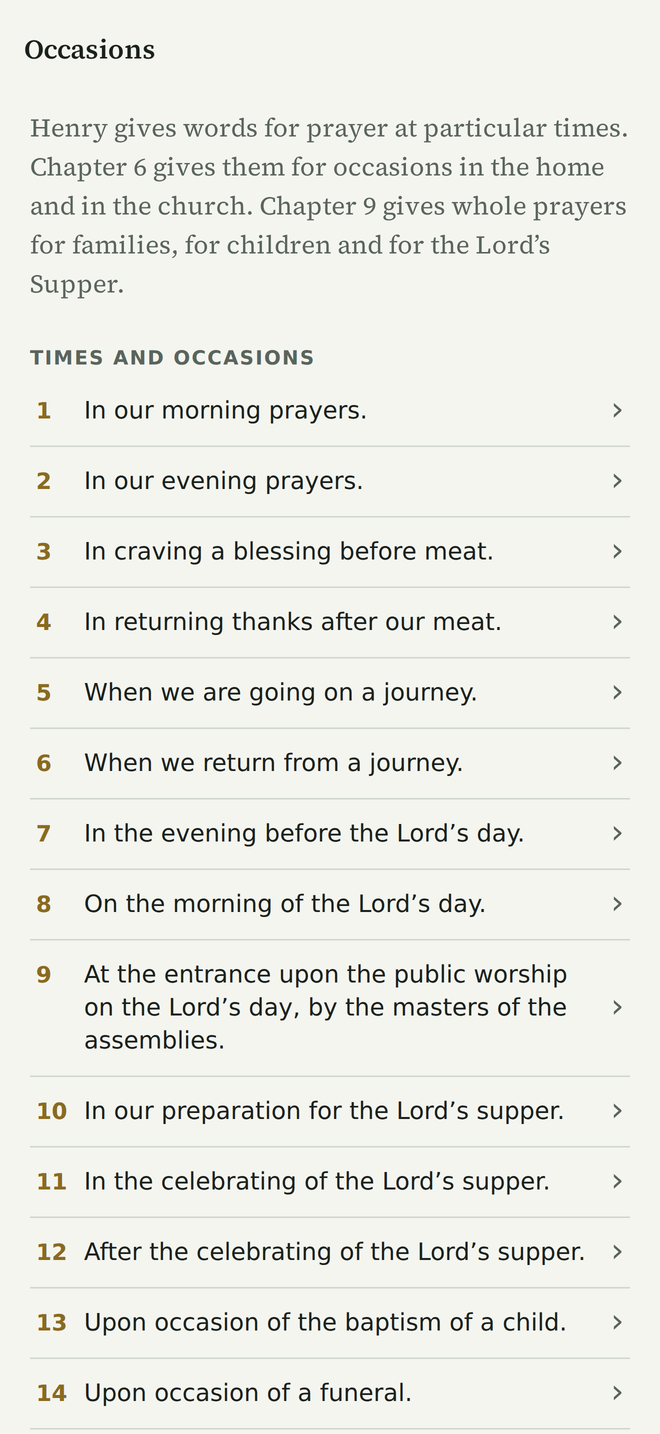 Occasions
Henry gives words for prayer at particular times.
Chapter 6 gives them for occasions in the home
and in the church. Chapter 9 gives whole prayers
for families, for children and for the Lord’s
Supper.
TIMES AND OCCASIONS
1 In our morning prayers.
2 In our evening prayers.
3 In craving a blessing before meat.
4 In returning thanks after our meat.
5 When we are going on a journey.
6 When we return from a journey.
7 In the evening before the Lord’s day.
8 On the morning of the Lord’s day.
9 At the entrance upon the public worship
on the Lord’s day, by the masters of the
assemblies.
10 In our preparation for the Lord’s supper.
11 In the celebrating of the Lord’s supper.
12 After the celebrating of the Lord’s supper.
13 Upon occasion of the baptism of a child.
14 Upon occasion of a funeral.